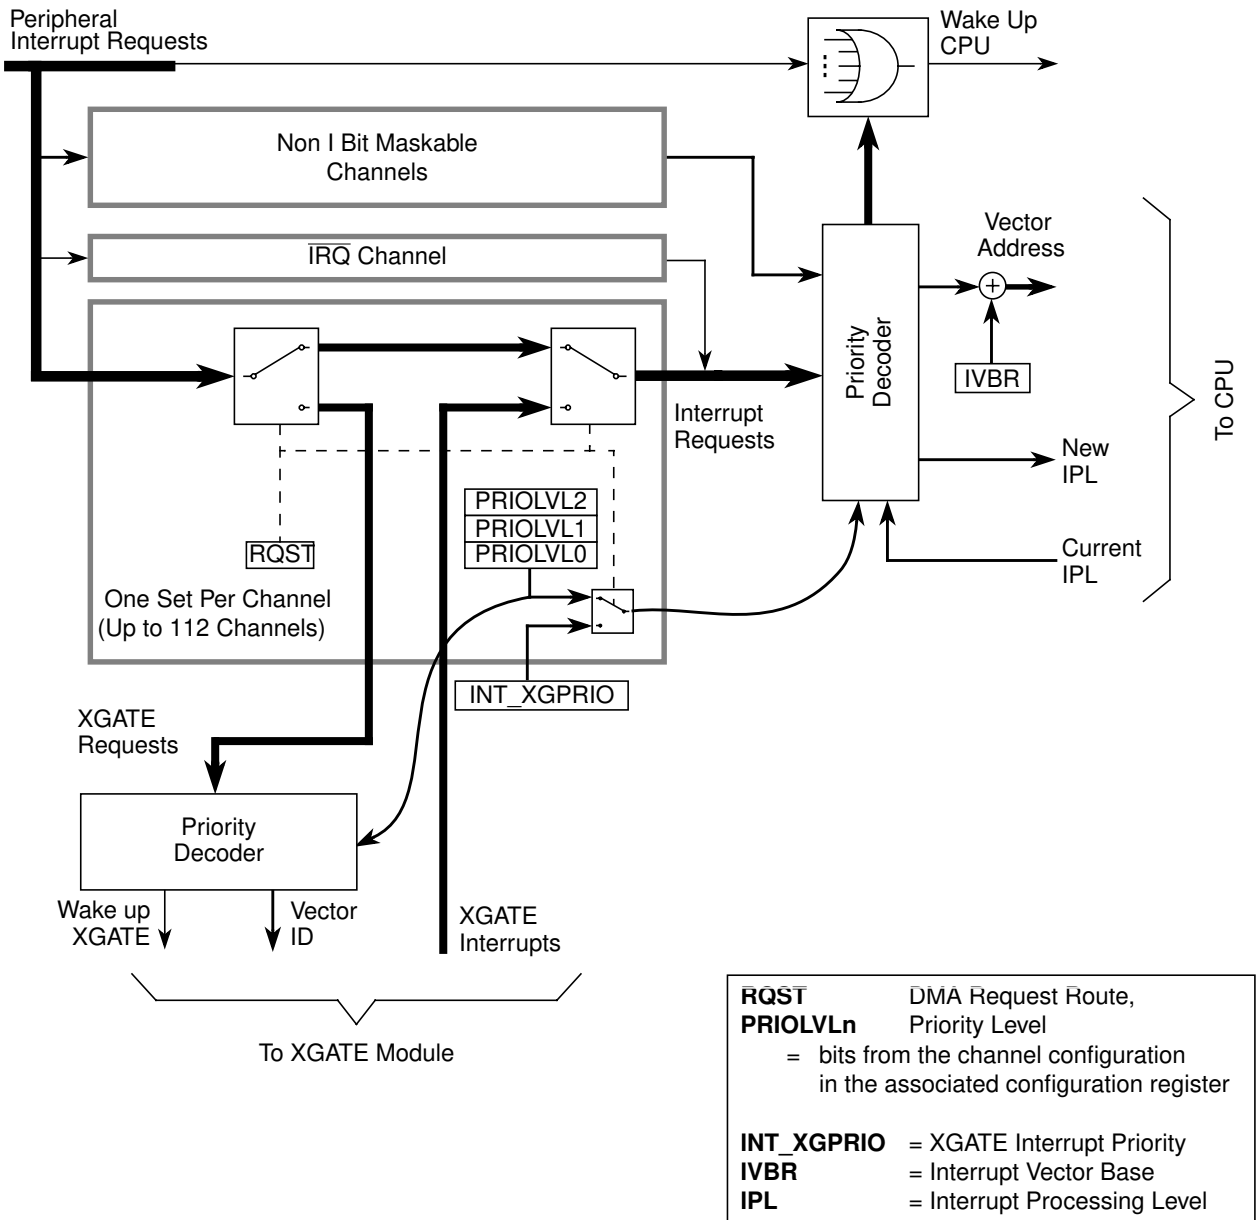 Peripheral
Interrupt Requests
Wake Up
CPU
Non I Bit Maskable
Channels
IRQ Channel
Vector
Address
+
IVBR
Priority
Decoder
To CPU
Interrupt
Requests
New
IPL
PRIOLVL2
PRIOLVL1
PRIOLVL0
RQST
Current
IPL
One Set Per Channel
(Up to 112 Channels)
INT_XGPRIO
XGATE
Requests
Priority
Decoder
Wake up
XGATE
Vector
ID
XGATE
Interrupts
To XGATE Module
RQST DMA Request Route,
PRIOLVLn Priority Level
= bits from the channel configuration
in the associated configuration register
INT_XGPRIO = XGATE Interrupt Priority
IVBR = Interrupt Vector Base
IPL = Interrupt Processing Level